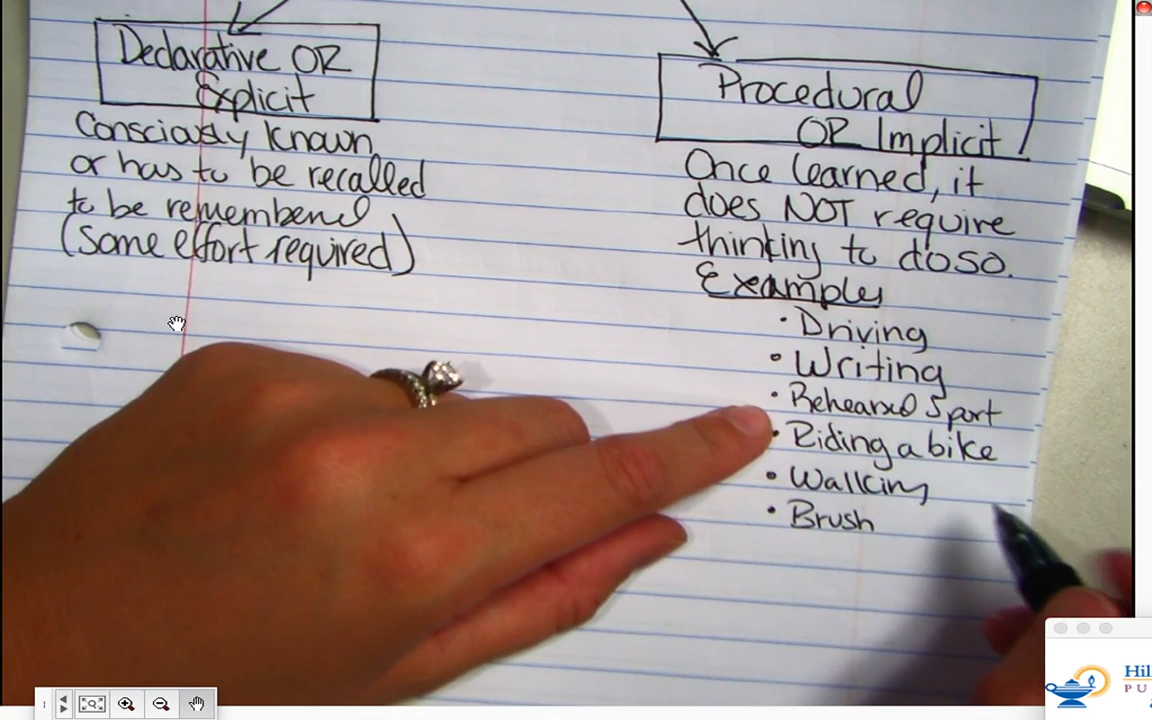 Declarative OR
Explicit
Consciously known
or has to be recalled
to be remembered
(some effort required)
Procedural
OR Implicit
Once learned, it
does NOT require
thinking to do so.
Examples
• Driving
• Writing
• Rehearsed Sport
• Riding a bike
• Walking
• Brush
Hil
PU